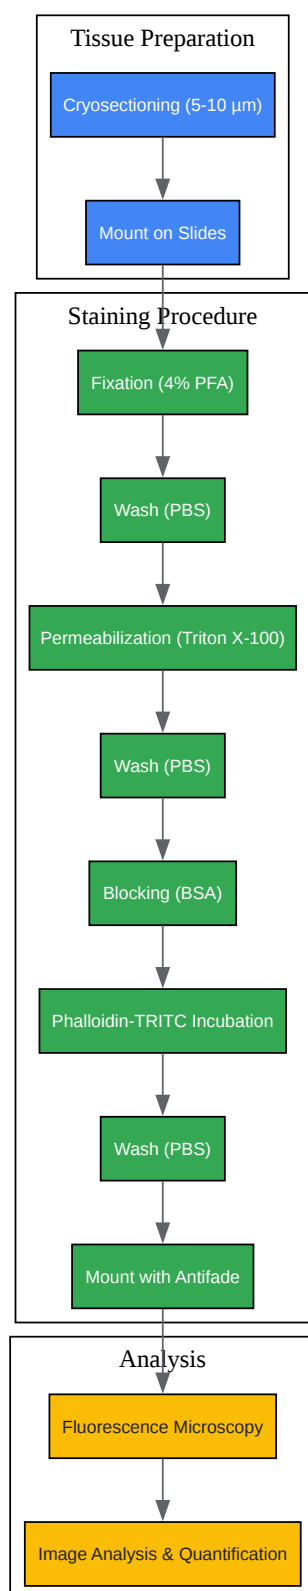 Tissue Preparation
Cryosectioning (5-10 µm)
Mount on Slides
Staining Procedure
Fixation (4% PFA)
Wash (PBS)
Permeabilization (Triton X-100)
Wash (PBS)
Blocking (BSA)
Phalloidin-TRITC Incubation
Wash (PBS)
Mount with Antifade
Analysis
Fluorescence Microscopy
Image Analysis & Quantification